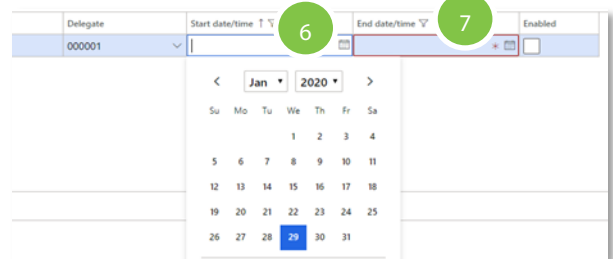 Delegate Start date/time 6 End date/time 7 Enabled
000001 *
Jan 2020
Su Mo Tu We Th Fr Sa
1 2 3 4
5 6 7 8 9 10 11
12 13 14 15 16 17 18
19 20 21 22 23 24 25
26 27 28 29 30 31